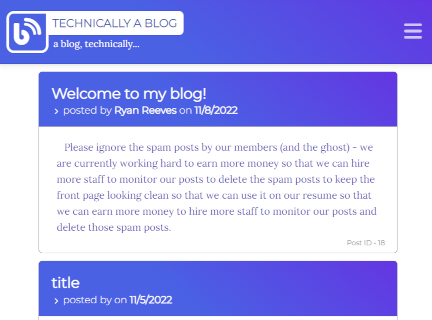 TECHNICALLY A BLOG
a blog, technically...
Welcome to my blog!
› posted by Ryan Reeves on 11/8/2022
Please ignore the spam posts by our members (and the ghost) - we
are currently working hard to earn more money so that we can hire
more staff to monitor our posts to delete the spam posts to keep the
front page looking clean so that we can use it on our resume so that
we can earn more money to hire more staff to monitor our posts and
delete those spam posts.
Post ID - 18
title
› posted by on 11/5/2022